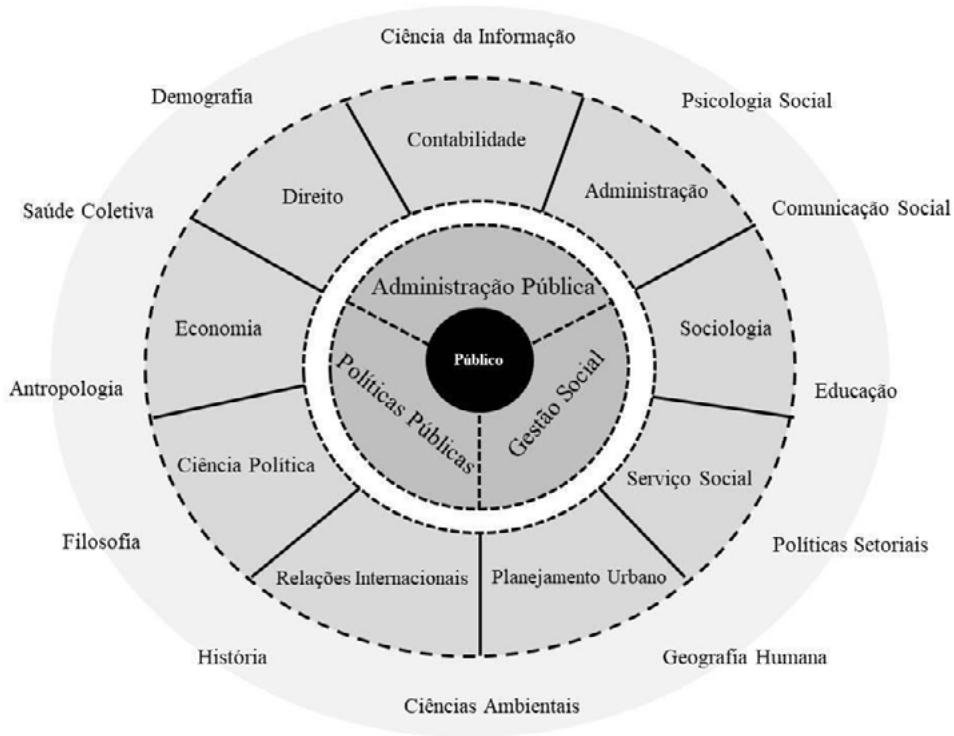 Ciência da Informação
Demografia
Psicologia Social
Contabilidade
Direito
Administração
Saúde Coletiva
Comunicação Social
Administração Pública
Economia
Sociologia
Público
Políticas Públicas
Gestão Social
Antropologia
Educação
Ciência Política
Serviço Social
Filosofia
Políticas Setoriais
Relações Internacionais
Planejamento Urbano
História
Geografia Humana
Ciências Ambientais